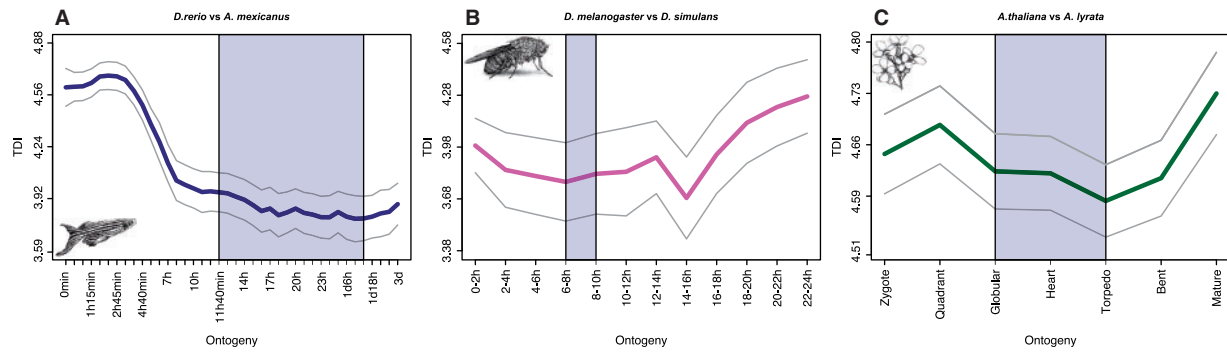 A
D.rerio vs A. mexicanus
TDI
4.88
4.56
4.24
3.92
3.59
0min
1h15min
2h45min
4h40min
7h
10h
11h40min
14h
17h
20h
23h
1d6h
1d18h
3d
Ontogeny
B
D. melanogaster vs D. simulans
TDI
4.58
4.28
3.98
3.68
3.38
0-2h
2-4h
4-6h
6-8h
8-10h
10-12h
12-14h
14-16h
16-18h
18-20h
20-22h
22-24h
Ontogeny
C
A.thaliana vs A. lyrata
TDI
4.80
4.73
4.66
4.59
4.51
Zygote
Quadrant
Globular
Heart
Torpedo
Bent
Mature
Ontogeny